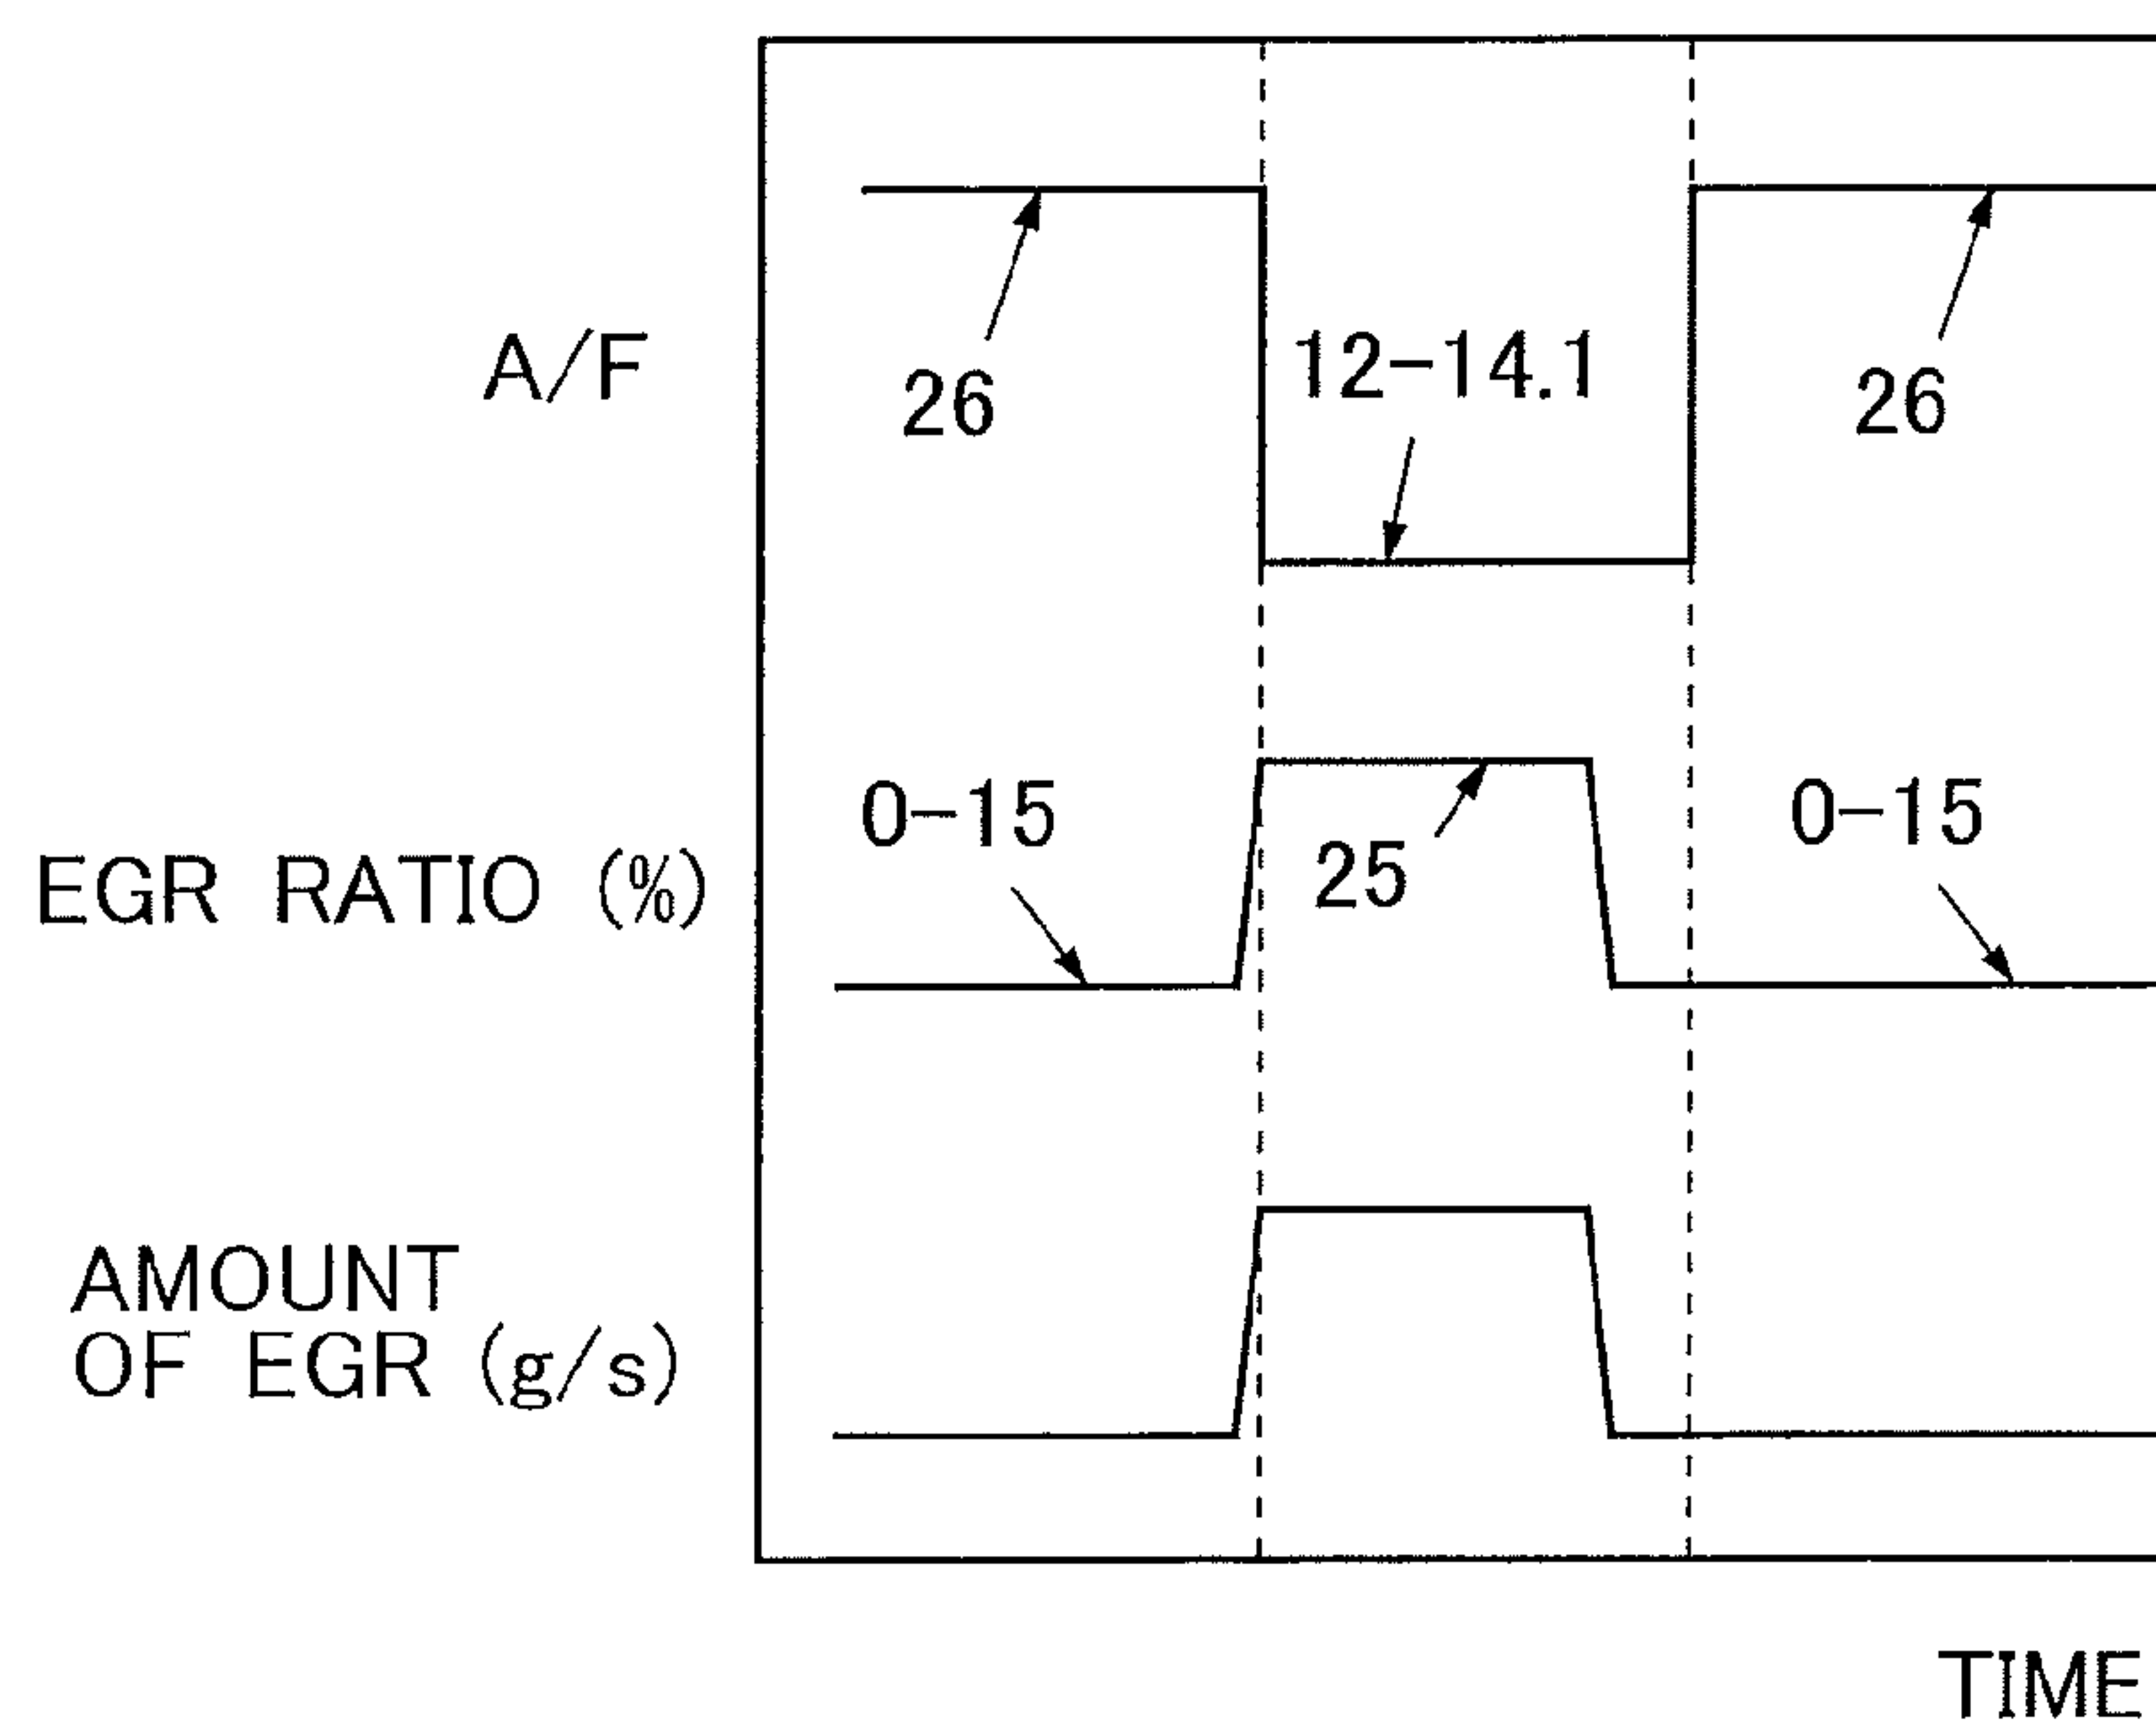 A/F
26
12-14.1
26
EGR RATIO (%)
0-15
25
0-15
AMOUNT
OF EGR (g/s)
TIME